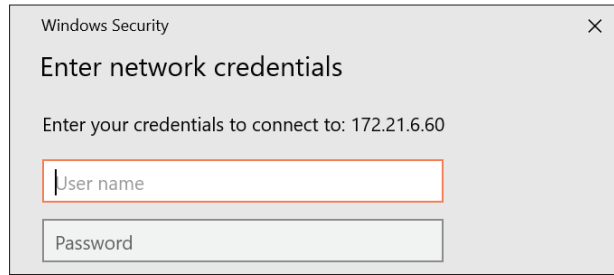 Windows Security
Enter network credentials
Enter your credentials to connect to: 172.21.6.60
User name
Password